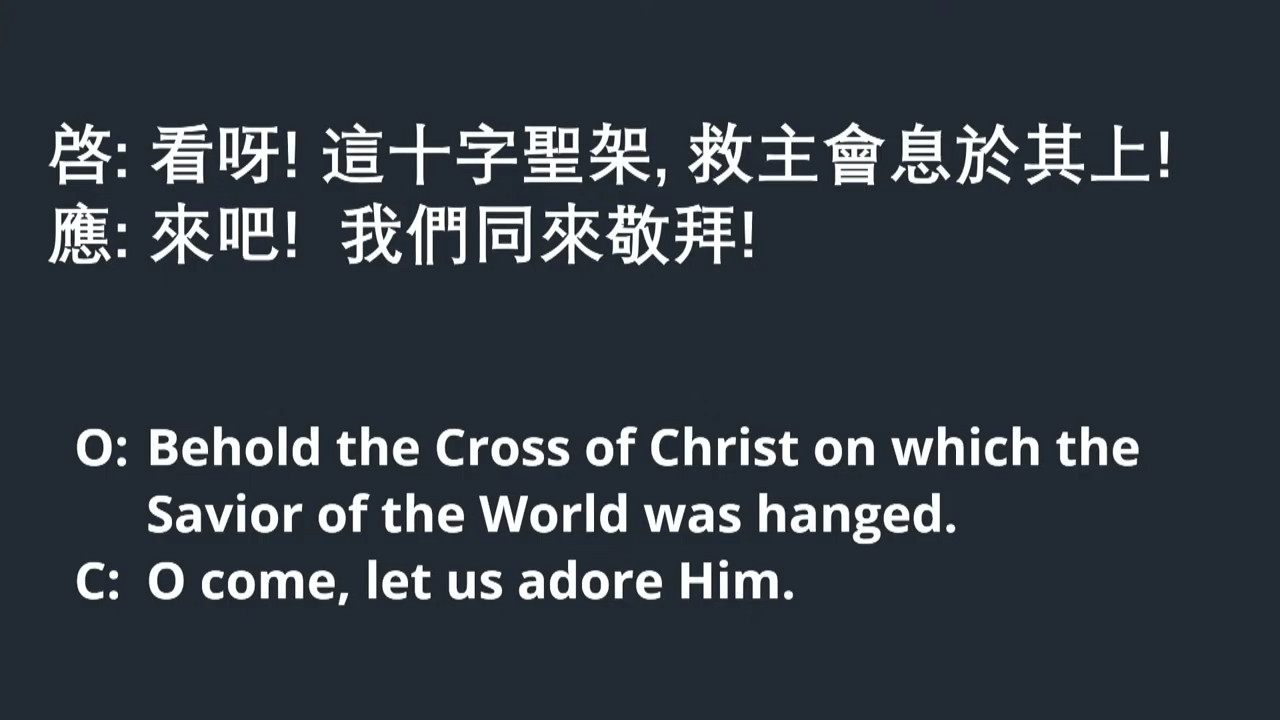 啓: 看呀! 這十字聖架, 救主會息於其上!
應: 來吧! 我們同來敬拜!
O: Behold the Cross of Christ on which the
Savior of the World was hanged.
C: O come, let us adore Him.